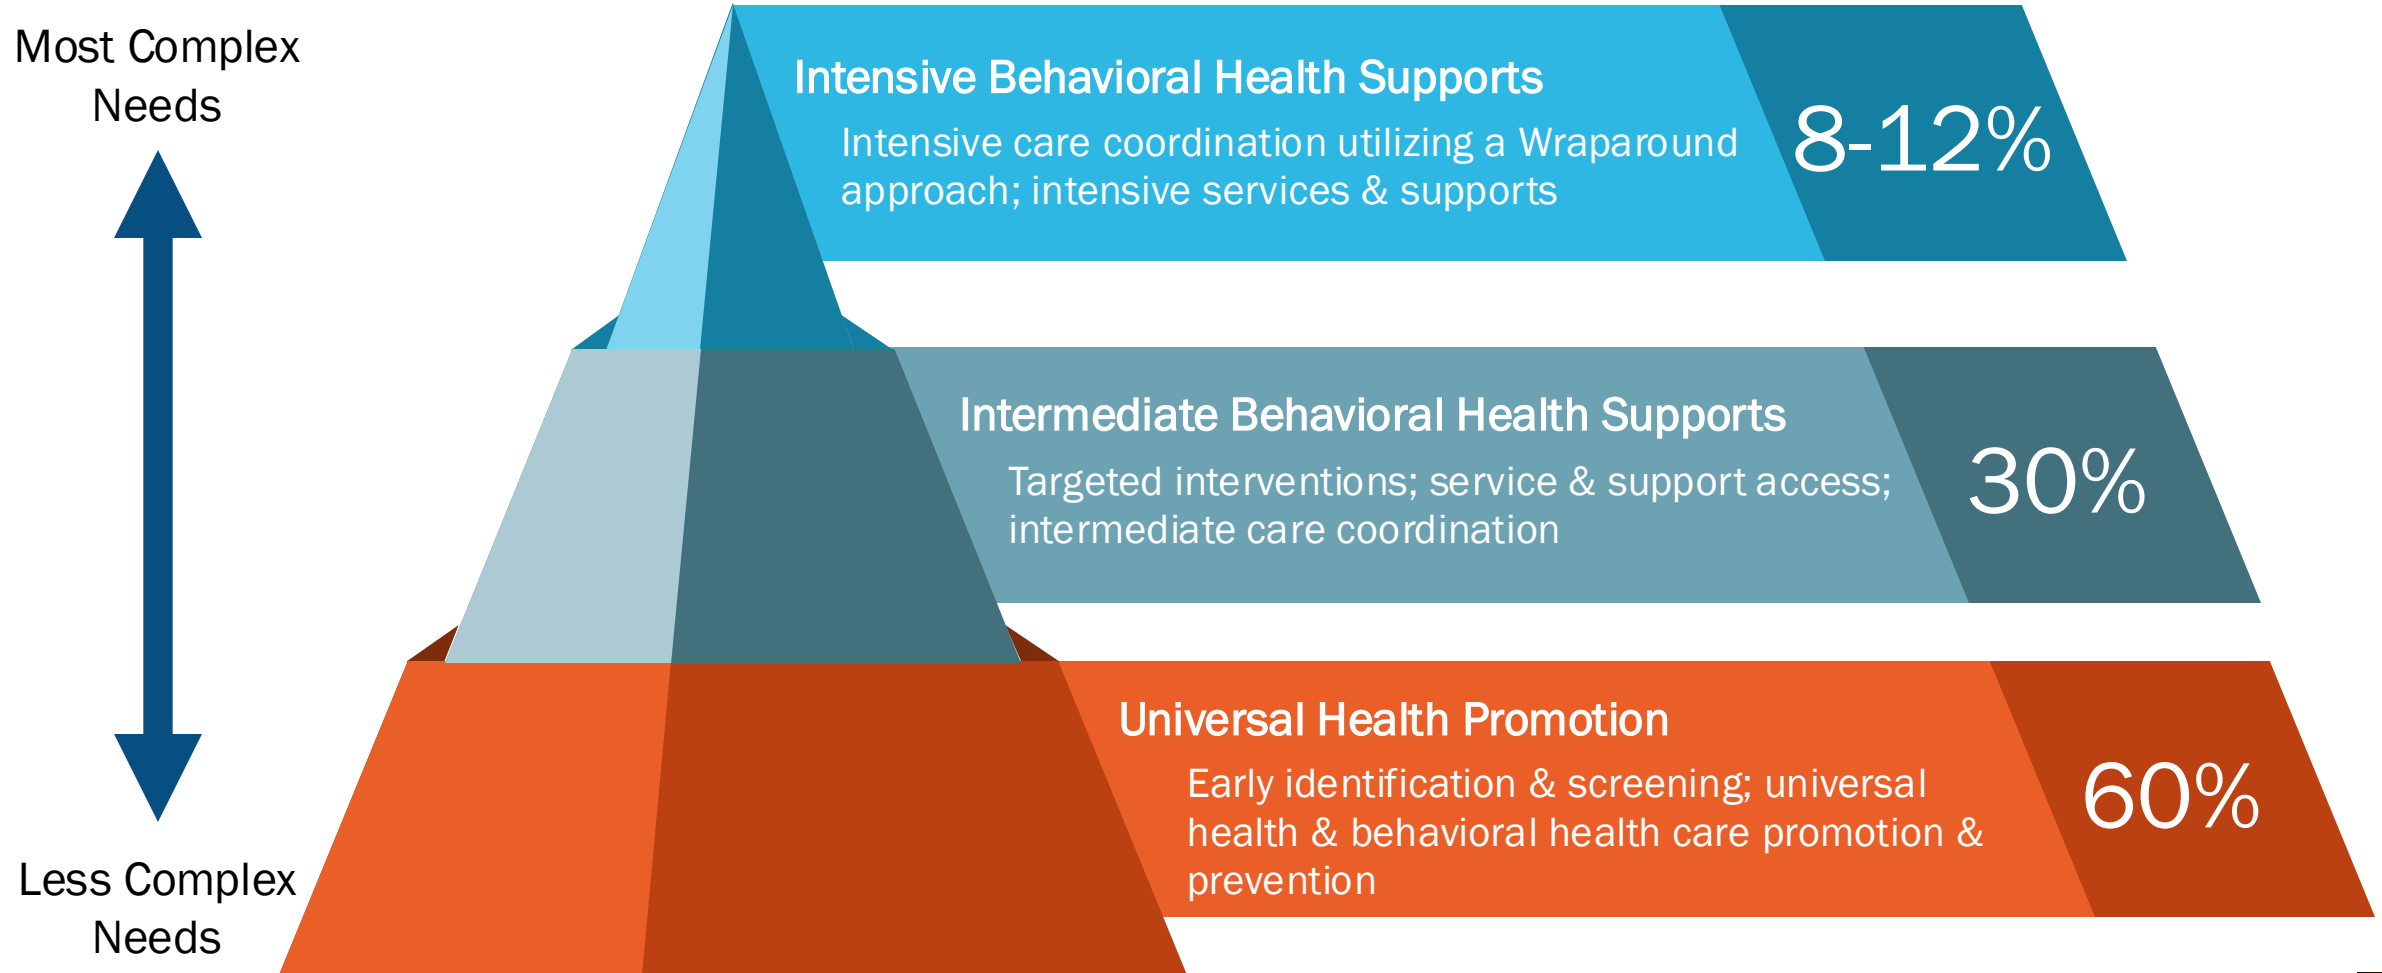 Most Complex
Needs
Intensive Behavioral Health Supports
Intensive care coordination utilizing a Wraparound
approach; intensive services & supports
8-12%
Intermediate Behavioral Health Supports
Targeted interventions; service & support access;
intermediate care coordination
30%
Universal Health Promotion
Early identification & screening; universal
health & behavioral health care promotion &
prevention
60%
Less Complex
Needs